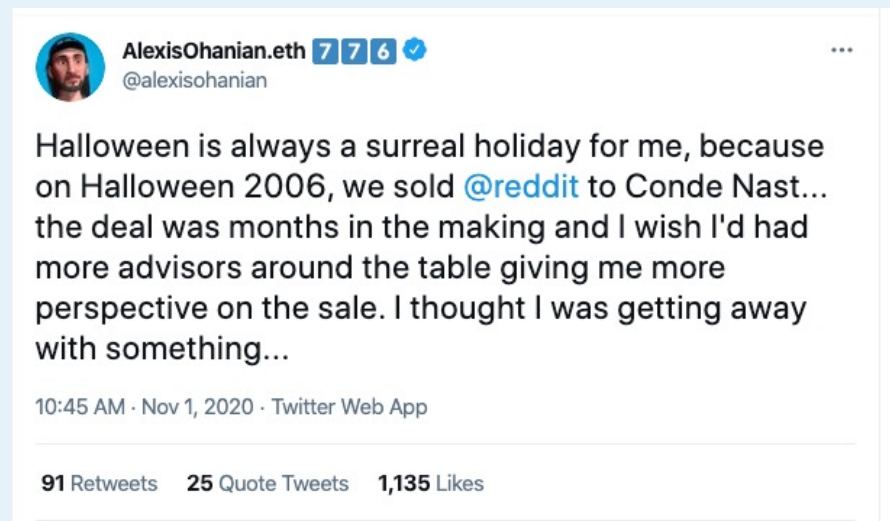 AlexisOhanian.eth 7 7 6
@alexisohanian
Halloween is always a surreal holiday for me, because
on Halloween 2006, we sold @reddit to Conde Nast...
the deal was months in the making and I wish I'd had
more advisors around the table giving me more
perspective on the sale. I thought I was getting away
with something...
10:45 AM · Nov 1, 2020 · Twitter Web App
91 Retweets 25 Quote Tweets 1,135 Likes